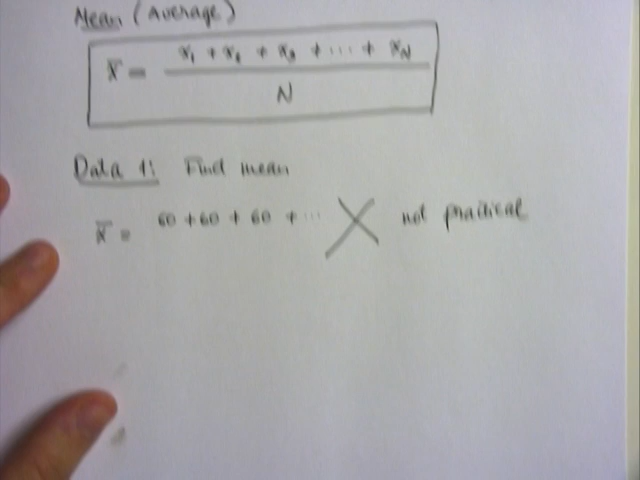 Mean (Average)
x̄ = x₁ + x₂ + x₃ + ... + x_N
N
Data 1: Find mean
x̄ = 60 + 60 + 60 + ... X not practical